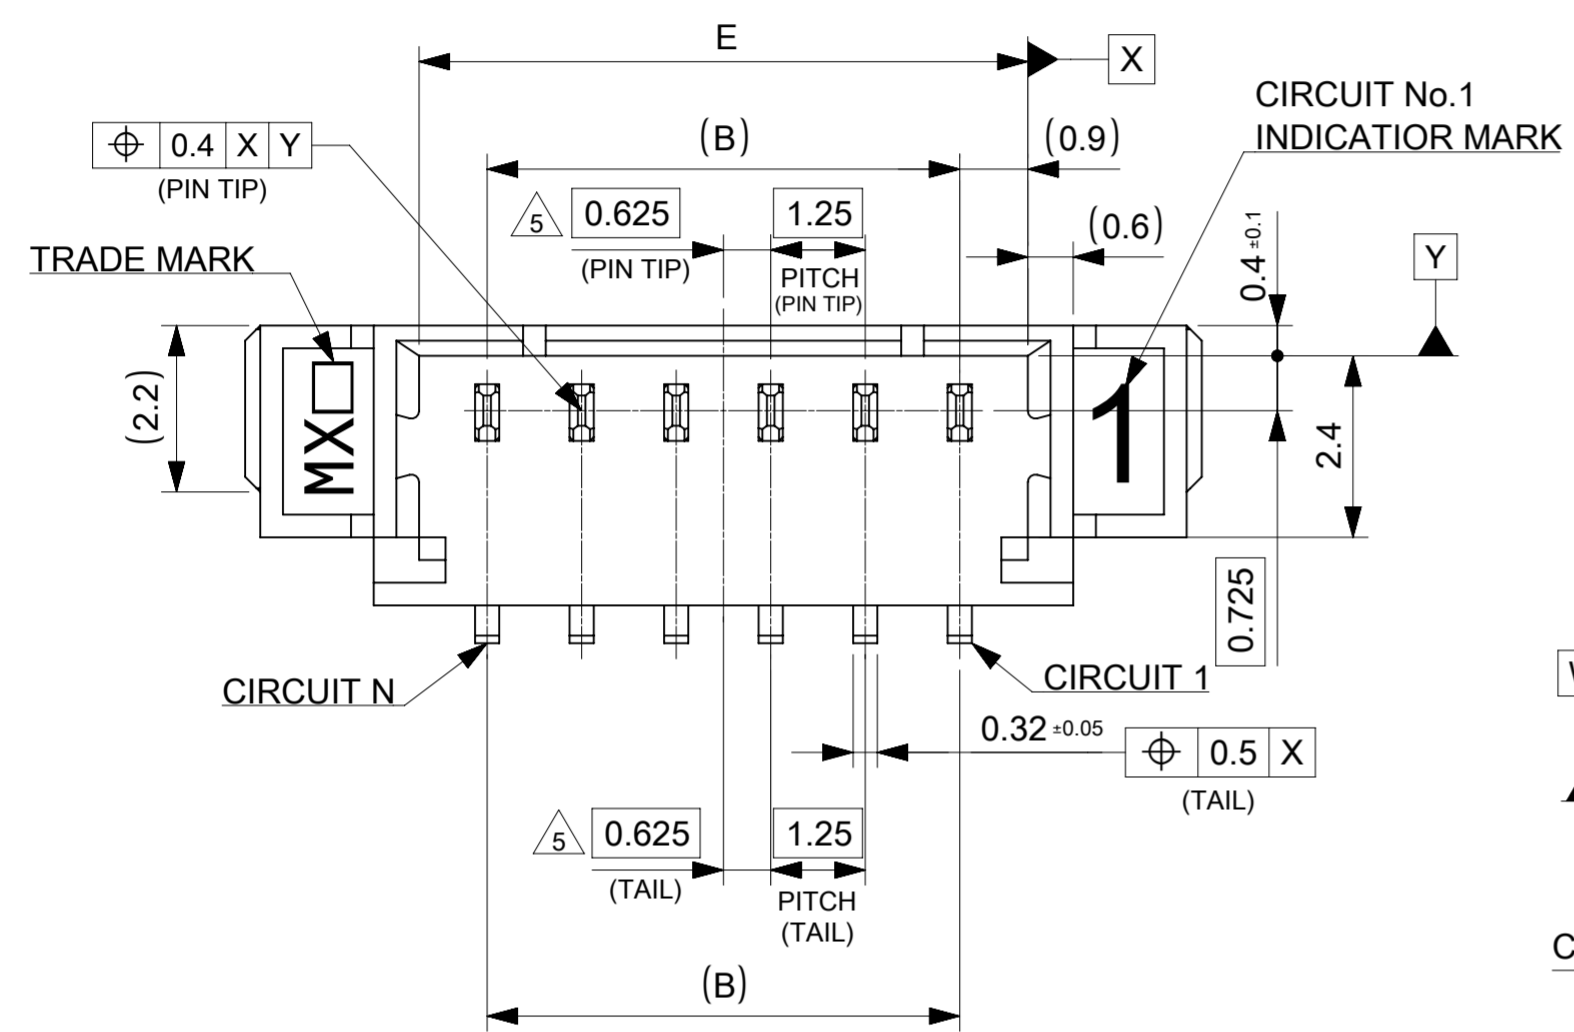 E
X
CIRCUIT No.1
INDICATIOR MARK
(B)
(0.9)
⌖ 0.4 X Y
(PIN TIP)
5 0.625
(PIN TIP)
1.25
PITCH
(PIN TIP)
(0.6)
0.4 ±0.1
Y
TRADE MARK
(2.2)
MX□
1
2.4
0.725
CIRCUIT N
CIRCUIT 1
0.32 ±0.05
⌖ 0.5 X
(TAIL)
5 0.625
(TAIL)
1.25
PITCH
(TAIL)
(B)
C